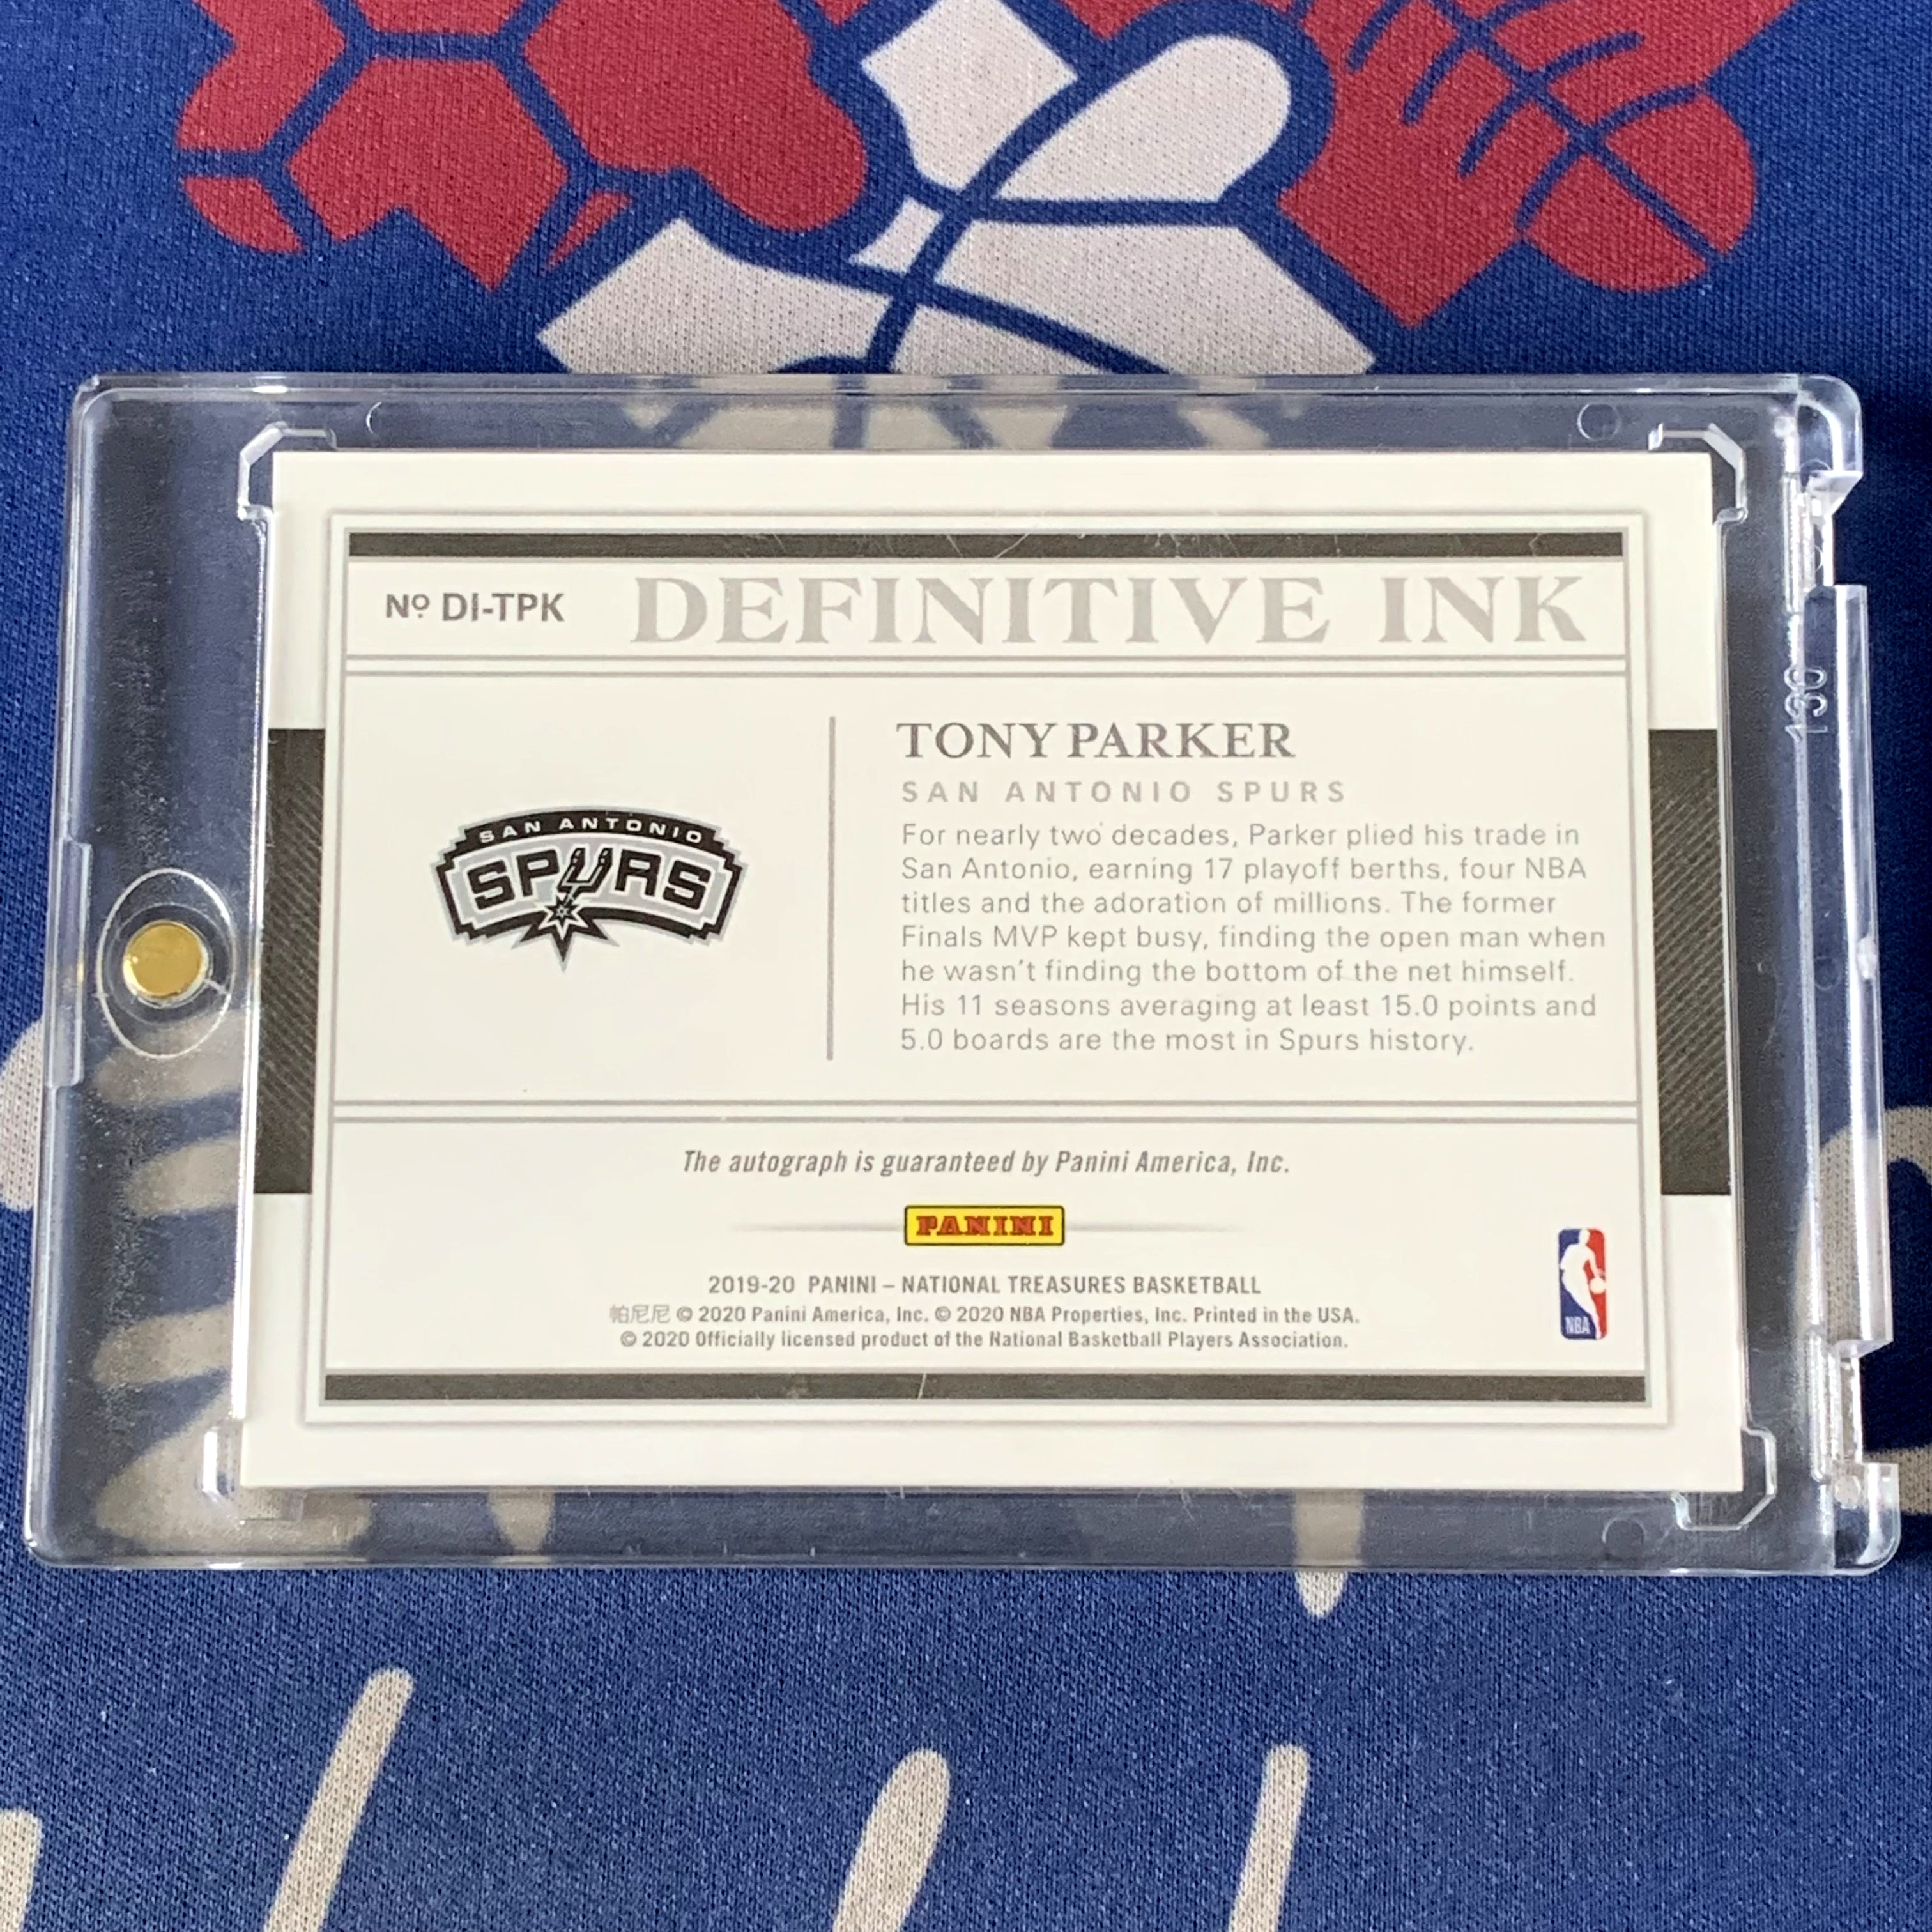 Nº DI-TPK DEFINITIVE INK
TONY PARKER
SAN ANTONIO SPURS
For nearly two decades, Parker plied his trade in
San Antonio, earning 17 playoff berths, four NBA
titles and the adoration of millions. The former
Finals MVP kept busy, finding the open man when
he wasn't finding the bottom of the net himself.
His 11 seasons averaging at least 15.0 points and
5.0 boards are the most in Spurs history.
SAN ANTONIO
SPURS
The autograph is guaranteed by Panini America, Inc.
PANINI
2019-20 PANINI – NATIONAL TREASURES BASKETBALL
帕尼尼 © 2020 Panini America, Inc. © 2020 NBA Properties, Inc. Printed in the USA.
© 2020 Officially licensed product of the National Basketball Players Association.
NBA
130